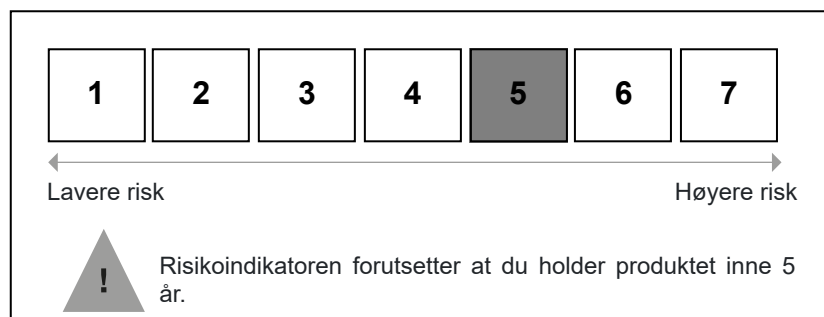 1 2 3 4 5 6 7
Lavere risk Høyere risk
! Risikoindikatoren forutsetter at du holder produktet inne 5
år.